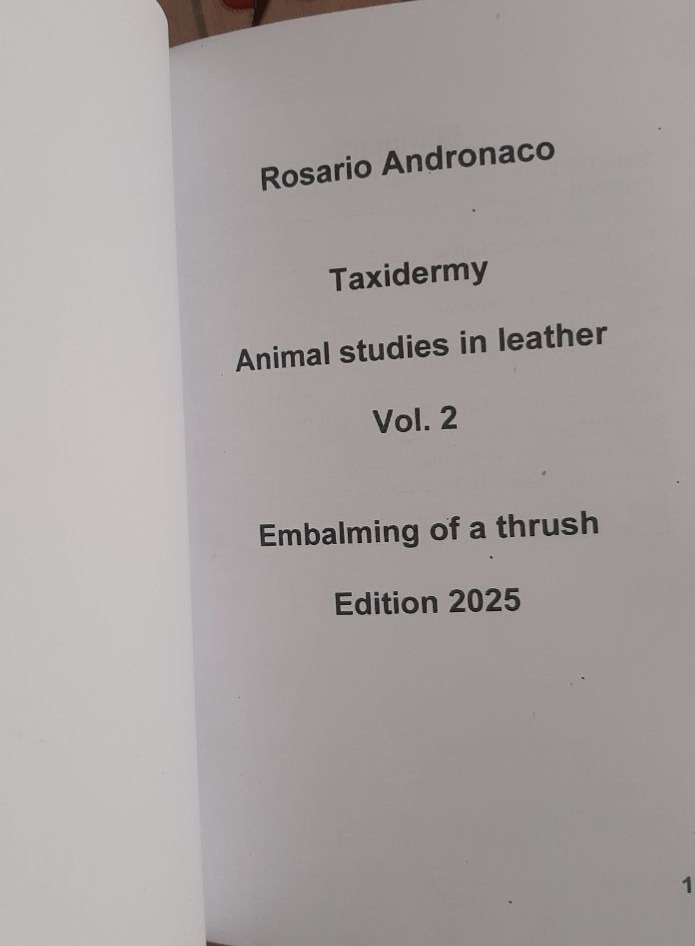 Rosario Andronaco
Taxidermy
Animal studies in leather
Vol. 2
Embalming of a thrush
Edition 2025
1